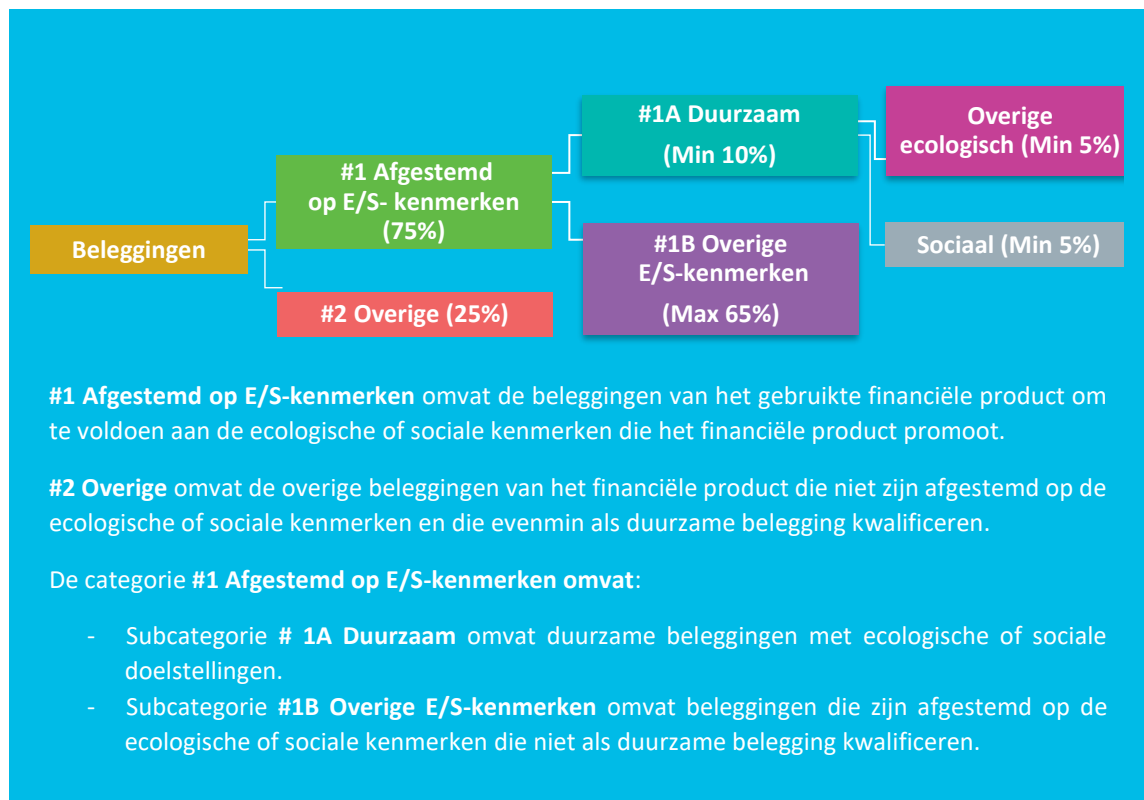 Beleggingen
#1 Afgestemd
op E/S- kenmerken
(75%)
#2 Overige (25%)
#1A Duurzaam
(Min 10%)
#1B Overige
E/S-kenmerken
(Max 65%)
Overige
ecologisch (Min 5%)
Sociaal (Min 5%)
#1 Afgestemd op E/S-kenmerken omvat de beleggingen van het gebruikte financiële product om
te voldoen aan de ecologische of sociale kenmerken die het financiële product promoot.
#2 Overige omvat de overige beleggingen van het financiële product die niet zijn afgestemd op de
ecologische of sociale kenmerken en die evenmin als duurzame belegging kwalificeren.
De categorie #1 Afgestemd op E/S-kenmerken omvat:
- Subcategorie # 1A Duurzaam omvat duurzame beleggingen met ecologische of sociale
doelstellingen.
- Subcategorie #1B Overige E/S-kenmerken omvat beleggingen die zijn afgestemd op de
ecologische of sociale kenmerken die niet als duurzame belegging kwalificeren.